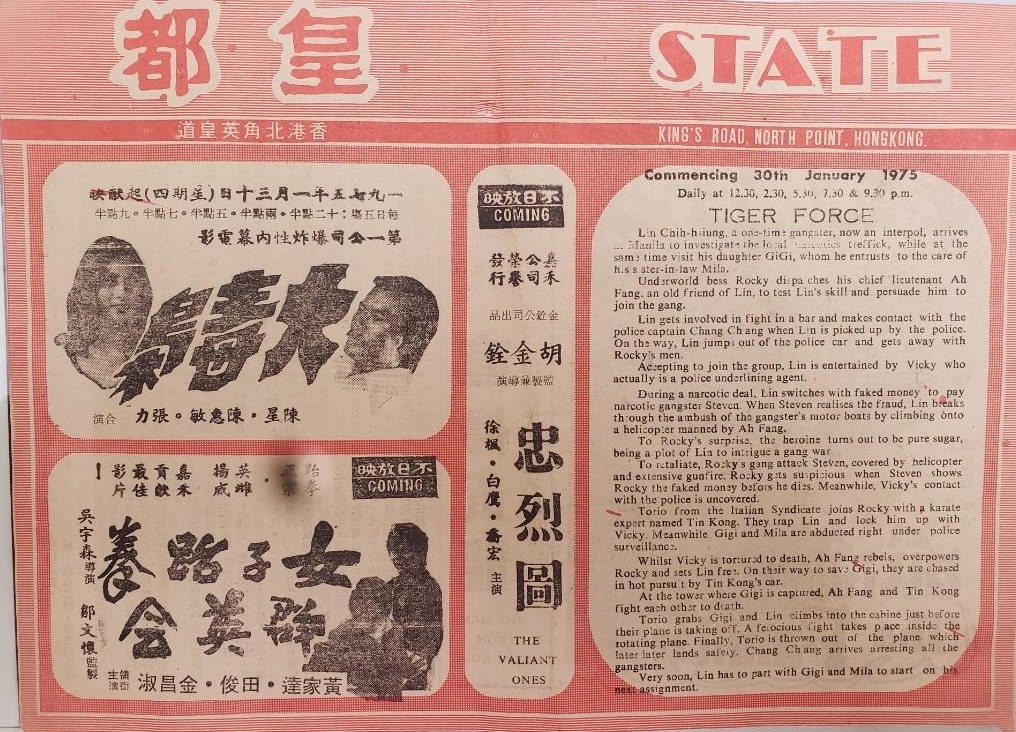 皇都
STATE
香港北角英皇道
KING'S ROAD, NORTH POINT, HONGKONG.
一九七五年一月三十日(星期四)起獻映
每日五場:十二點半。兩點半。五點半。七點半。九點半
第一公司爆炸性內幕電影
大毒梟
陳星•陳惠敏。張力
合演
不日放映
COMING
跆拳
英雌
揚威
嘉禾
貢獻
最佳
影片!
女子跆拳
群英會
吳宇森導演
鄒文懷監製
黃家達•田俊•金昌淑
領銜主演
不日放映
COMING
嘉禾公司榮譽發行
金銓公司出品
胡金銓
監製兼導演
忠烈圖
徐楓•白鷹•喬宏 主演
THE
VALIANT
ONES
Commencing 30th January 1975
Daily at 12.30, 2.30, 5.30, 7.30 & 9.30 p.m.
TIGER FORCE
Lin Chih-hsiung, a one-time gangster, now an interpol, arrives
in Manila to investigate the local narcotics treffick, while at the
same time visit his daughter GiGi, whom he entrusts to the care of
his sister-in-law Mila.
Underworld bess Rocky dispatches his chief lieutenant Ah
Fang, an old friend of Lin, to test Lin's skill and persuade him to
join the gang.
Lin gets involved in fight in a bar and makes contact with the
police captain Chang Chang when Lin is picked up by the police.
On the way, Lin jumps out of the police car and gets away with
Rocky's men.
Accepting to join the group, Lin is entertained by Vicky who
actually is a police underlining agent.
During a narcotic deal, Lin switches with faked money to pay
narcotic gangster Steven. When Steven realises the fraud, Lin breaks
through the ambush of the gangster's motor boats by climbing onto
a helicopter manned by Ah Fang.
To Rocky's surprise, the heroine turns out to be pure sugar,
being a plot of Lin to intrigue a gang war
To retaliate, Rocky's gang attack Steven, covered by helicopter
and extensive gunfire. Rocky gets suspicious when Steven shows
Rocky the faked money before he dies. Meanwhile, Vicky's contact
with the police is uncovered.
Torio from the Italian Syndicate joins Rocky with a karate
expert named Tin Kong. They trap Lin and lock him up with
Vicky. Meanwhile, Gigi and Mila are abducted right under police
surveillance.
Whilst Vicky is tortured to death, Ah Fang rebels, overpowers
Rocky and sets Lin free. On their way to save Gigi, they are chased
in hot pursuit by Tin Kong's car.
At the tower where Gigi is captured, Ah Fang and Tin Kong
fight each other to death.
Torio grabs Gigi and Lin climbs into the cabine just before
their plane is taking off. A ferocious fight takes place inside the
rotating plane. Finally, Torio is thrown out of the plane which
later later lands safely. Chang Chang arrives arresting all the
gangsters.
Very soon, Lin has to part with Gigi and Mila to start on his
next assignment.